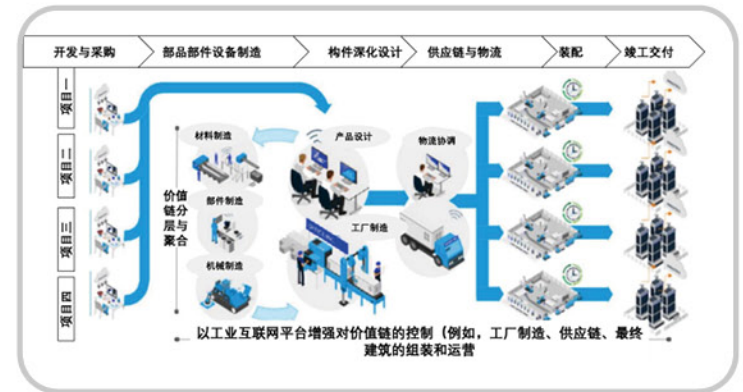 开发与采购
部品部件设备制造
构件深化设计
供应链与物流
装配
竣工交付
项目一
项目二
项目三
项目四
价值
链分
层与
聚合
材料制造
部件制造
机械制造
产品设计
工厂制造
物流协调
以工业互联网平台增强对价值链的控制（例如，工厂制造、供应链、最终
建筑的组装和运营